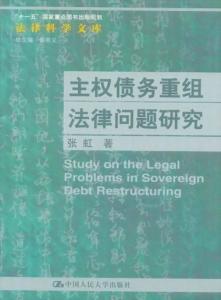 "十一五"国家重点图书出版规划
法律科学文库
主权债务重组
法律问题研究
张 虹 著
Study on the Legal
Problems in Sovereign
Debt Restructuring
中国人民大学出版社